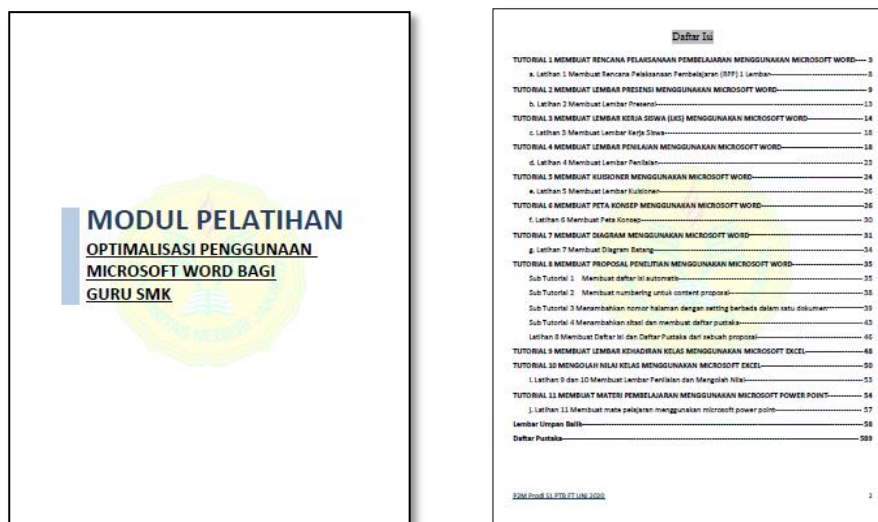 MODUL PELATIHAN
OPTIMALISASI PENGGUNAAN
MICROSOFT WORD BAGI
GURU SMK
Daftar Isi
TUTORIAL 1 MEMBUAT RENCANA PELAKSANAAN PEMBELAJARAN MENGGUNAKAN MICROSOFT WORD---- 3
a. Latihan 1 Membuat Rencana Pelaksanaan Pembelajaran (RPP) 1 Lembar---- 8
TUTORIAL 2 MEMBUAT LEMBAR PRESENSI MENGGUNAKAN MICROSOFT WORD---- 9
b. Latihan 2 Membuat Lembar Presensi---- 13
TUTORIAL 3 MEMBUAT LEMBAR KERJA SISWA (LKS) MENGGUNAKAN MICROSOFT WORD---- 14
c. Latihan 3 Membuat Lembar Kerja Siswa---- 18
TUTORIAL 4 MEMBUAT LEMBAR PENILAIAN MENGGUNAKAN MICROSOFT WORD---- 18
d. Latihan 4 Membuat Lembar Penilaian---- 23
TUTORIAL 5 MEMBUAT KUISIONER MENGGUNAKAN MICROSOFT WORD---- 24
e. Latihan 5 Membuat Lembar Kuisioner---- 26
TUTORIAL 6 MEMBUAT PETA KONSEP MENGGUNAKAN MICROSOFT WORD---- 26
f. Latihan 6 Membuat Peta Konsep---- 30
TUTORIAL 7 MEMBUAT DIAGRAM MENGGUNAKAN MICROSOFT WORD---- 31
g. Latihan 7 Membuat Diagram Batang---- 34
TUTORIAL 8 MEMBUAT PROPOSAL PENELITIAN MENGGUNAKAN MICROSOFT WORD---- 35
Sub Tutorial 1 Membuat daftar isi automatis---- 35
Sub Tutorial 2 Membuat numbering untuk content proposal---- 38
Sub Tutorial 3 Menambahkan nomor halaman dengan setting berbeda dalam satu dokumen---- 39
Sub Tutorial 4 Menambahkan sitasi dan membuat daftar pustaka---- 43
Latihan 8 Membuat Daftar Isi dan Daftar Pustaka dari sebuah proposal---- 46
TUTORIAL 9 MEMBUAT LEMBAR KEHADIRAN KELAS MENGGUNAKAN MICROSOFT EXCEL---- 48
TUTORIAL 10 MENGOLAH NILAI KELAS MENGGUNAKAN MICROSOFT EXCEL---- 50
i. Latihan 9 dan 10 Membuat Lembar Penilaian dan Mengolah Nilai---- 53
TUTORIAL 11 MEMBUAT MATERI PEMBELAJARAN MENGGUNAKAN MICROSOFT POWER POINT---- 54
j. Latihan 11 Membuat mate pelajaran menggunakan microsoft power point---- 57
Lembar Umpan Balik---- 58
Daftar Pustaka---- 589
P2M Prodi S1 PTB FT UNJ 2020 2